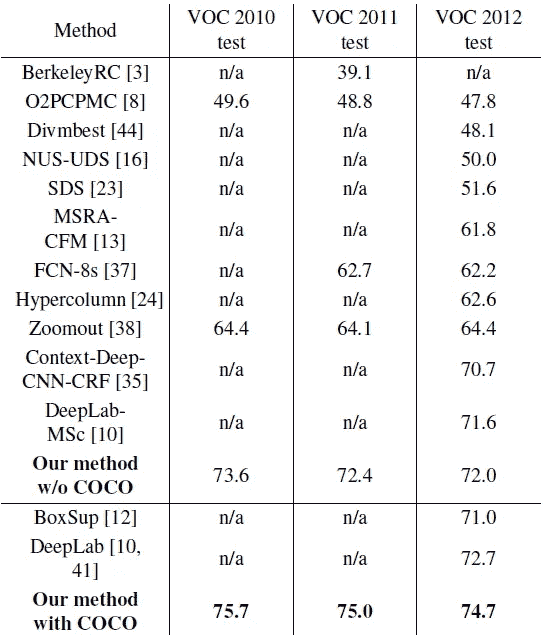 Method VOC 2010 test VOC 2011 test VOC 2012 test
BerkeleyRC [3] n/a 39.1 n/a
O2PCPMC [8] 49.6 48.8 47.8
Divmbest [44] n/a n/a 48.1
NUS-UDS [16] n/a n/a 50.0
SDS [23] n/a n/a 51.6
MSRA-
CFM [13] n/a n/a 61.8
FCN-8s [37] n/a 62.7 62.2
Hypercolumn [24] n/a n/a 62.6
Zoomout [38] 64.4 64.1 64.4
Context-Deep-
CNN-CRF [35] n/a n/a 70.7
DeepLab-
MSc [10] n/a n/a 71.6
Our method
w/o COCO 73.6 72.4 72.0
BoxSup [12] n/a n/a 71.0
DeepLab [10,
41] n/a n/a 72.7
Our method
with COCO 75.7 75.0 74.7